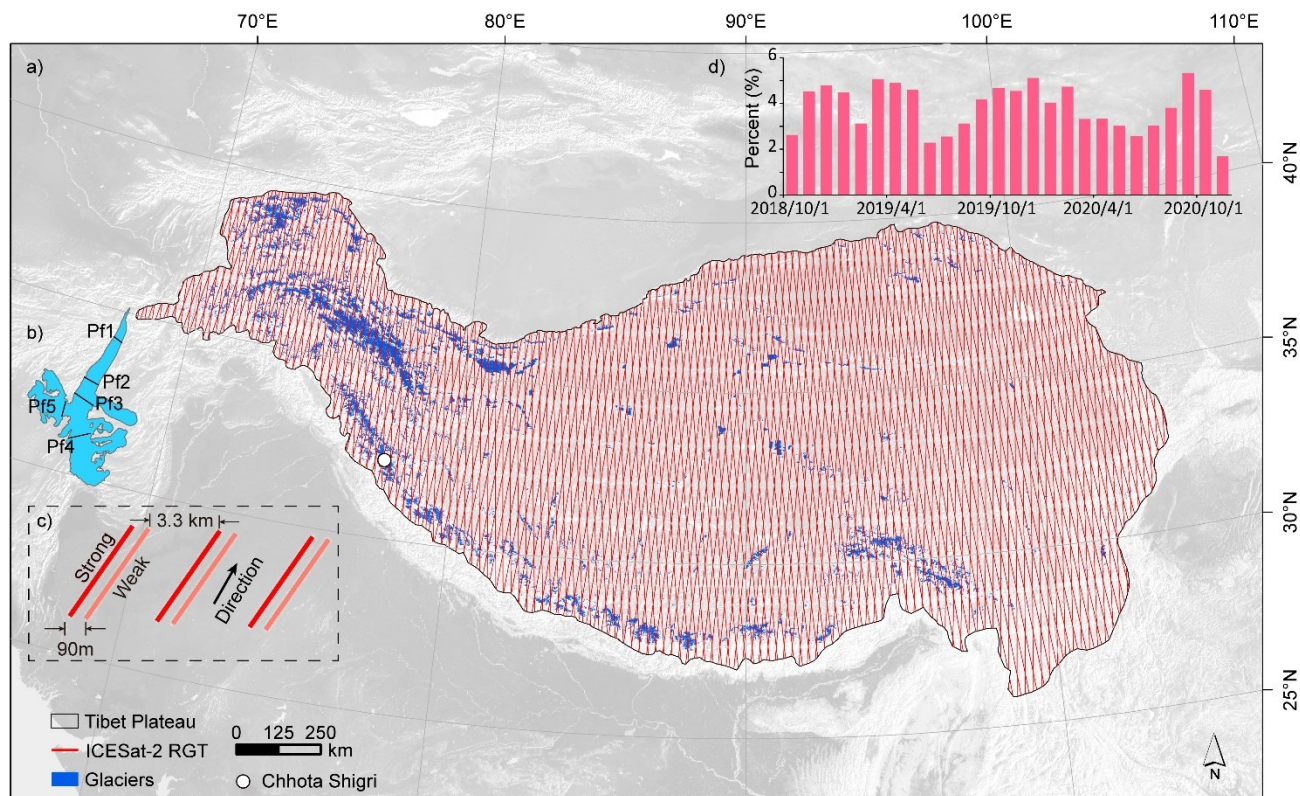 70°E
80°E
90°E
100°E
110°E
a)
d)
Percent (%)
6
4
2
0
2018/10/1
2019/4/1
2019/10/1
2020/4/1
2020/10/1
40°N
35°N
30°N
25°N
b)
Pf1
Pf2
Pf3
Pf5
Pf4
c)
3.3 km
Strong
Weak
Direction
90m
Tibet Plateau
ICESat-2 RGT
Glaciers
0 125 250
km
Chhota Shigri
N